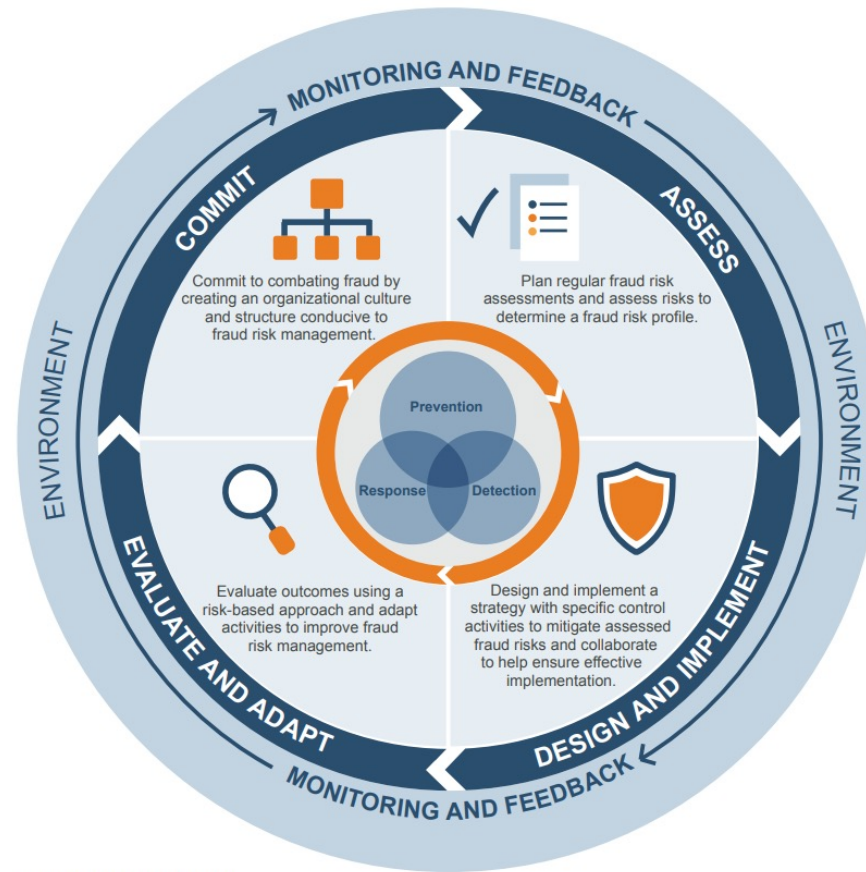 MONITORING AND FEEDBACK
COMMIT
ASSESS
Commit to combating fraud by
creating an organizational culture
and structure conducive to
fraud risk management.
Plan regular fraud risk
assessments and assess risks to
determine a fraud risk profile.
ENVIRONMENT
ENVIRONMENT
Prevention
Response
Detection
Evaluate outcomes using a
risk-based approach and adapt
activities to improve fraud
risk management.
Design and implement a
strategy with specific control
activities to mitigate assessed
fraud risks and collaborate
to help ensure effective
implementation.
EVALUATE AND ADAPT
DESIGN AND IMPLEMENT
MONITORING AND FEEDBACK